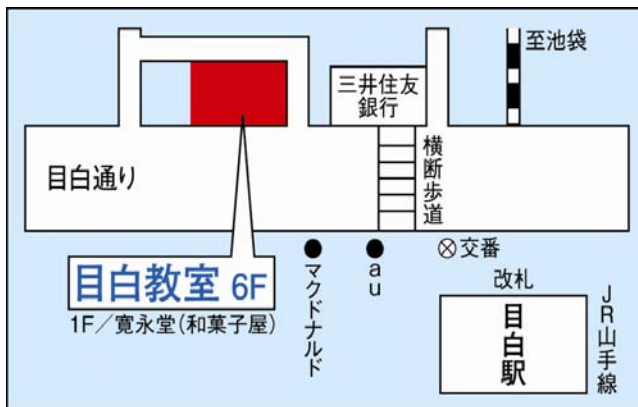 至池袋
三井住友
銀行
横断歩道
目白通り
目白教室 6F
1F/寛永堂(和菓子屋)
マクドナルド
au
交番
改札
目白駅
JR山手線